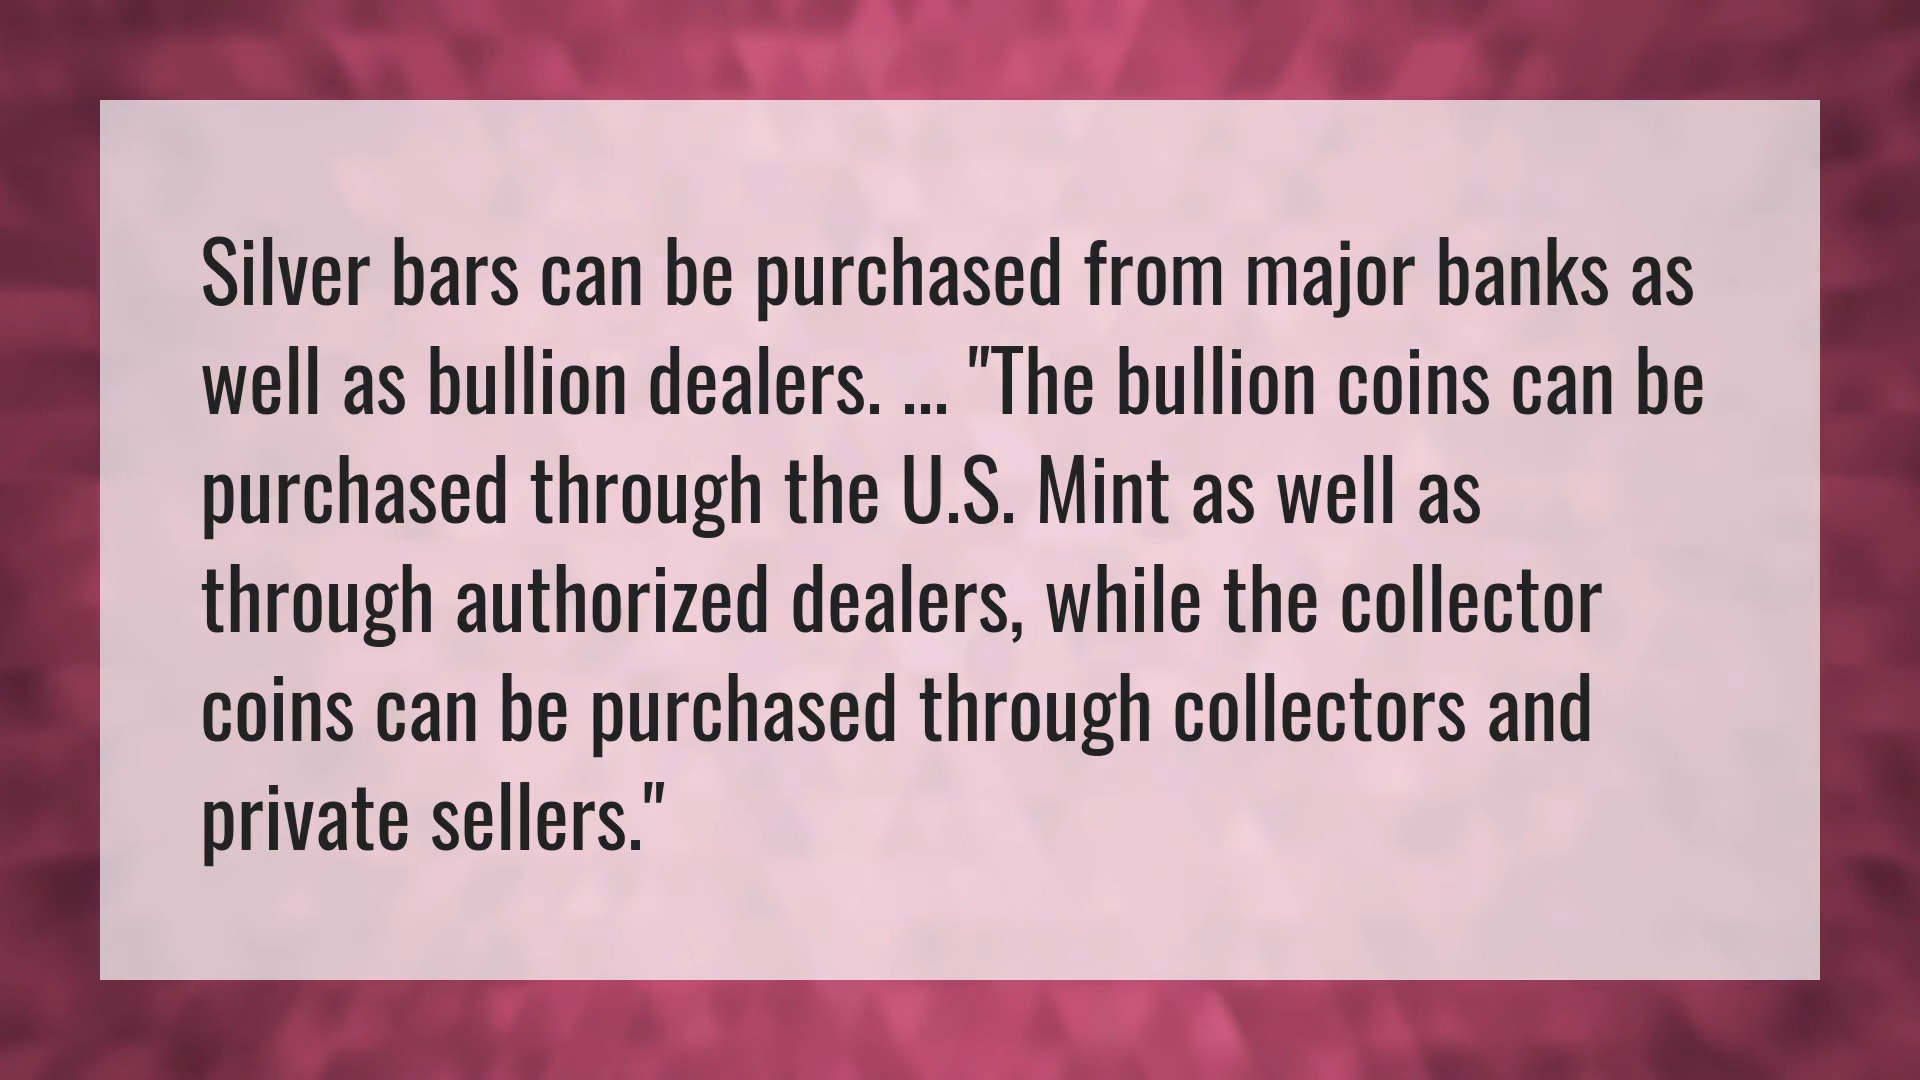 Silver bars can be purchased from major banks as
well as bullion dealers. ... "The bullion coins can be
purchased through the U.S. Mint as well as
through authorized dealers, while the collector
coins can be purchased through collectors and
private sellers."